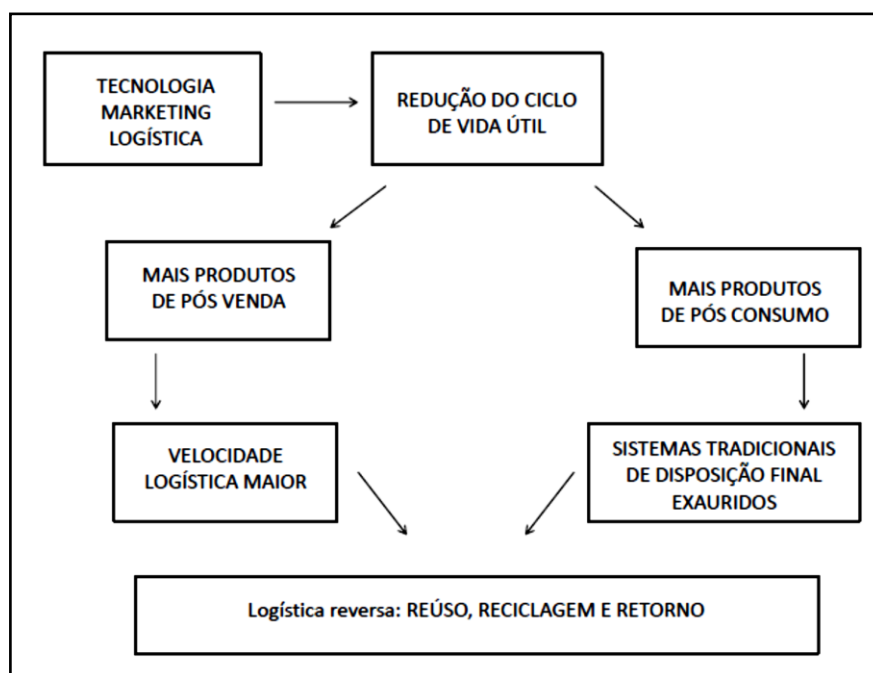 TECNOLOGIA
MARKETING
LOGÍSTICA
REDUÇÃO DO CICLO
DE VIDA ÚTIL
MAIS PRODUTOS
DE PÓS VENDA
MAIS PRODUTOS
DE PÓS CONSUMO
VELOCIDADE
LOGÍSTICA MAIOR
SISTEMAS TRADICIONAIS
DE DISPOSIÇÃO FINAL
EXAURIDOS
Logística reversa: REÚSO, RECICLAGEM E RETORNO